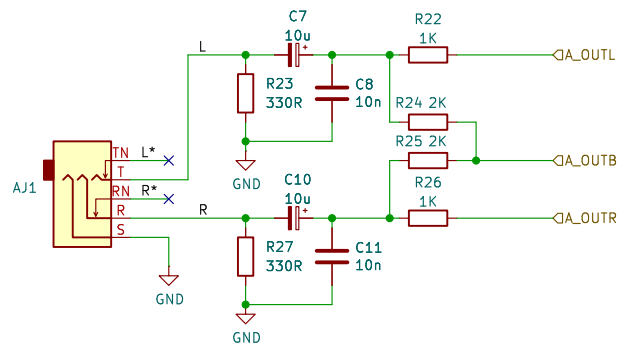 C7
10u
R22
1K
L
A_OUTL
R23
330R
C8
10n
R24 2K
R25 2K
GND
TN
L*
T
RN
R*
R
S
AJ1
A_OUTB
C10
10u
R26
1K
R
A_OUTR
R27
330R
C11
10n
GND
GND